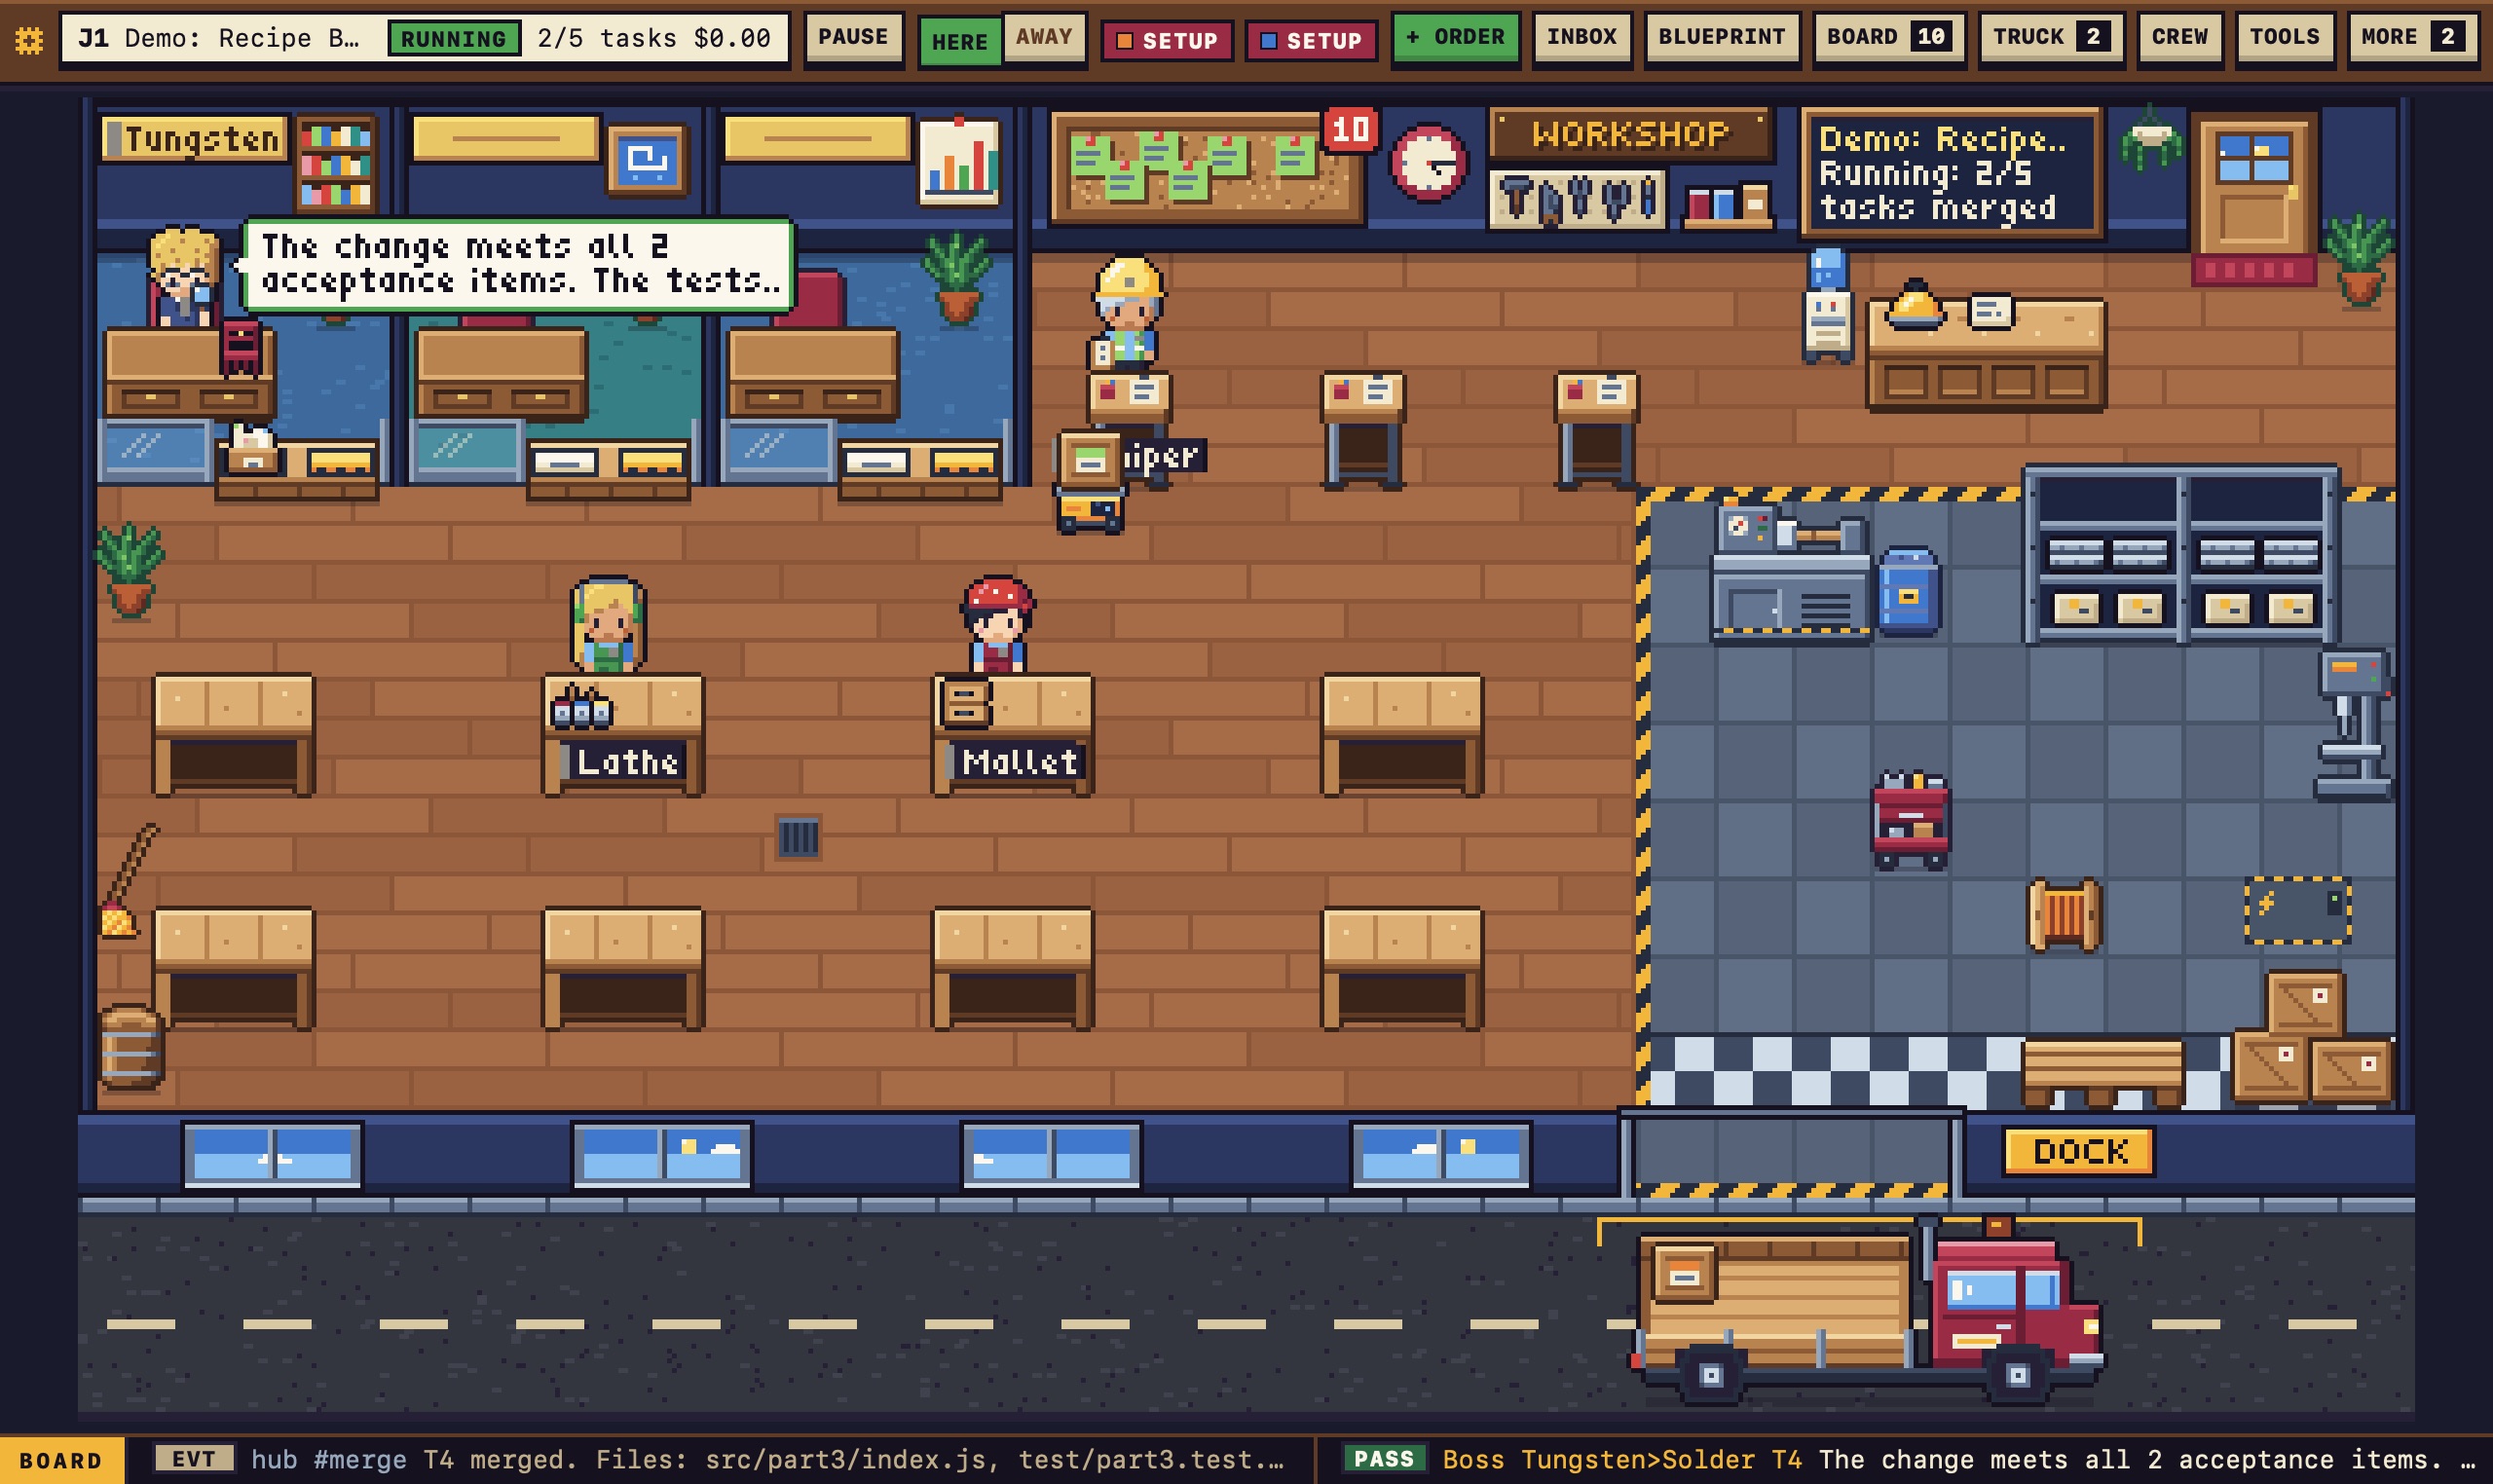 J1 Demo: Recipe B… RUNNING 2/5 tasks $0.00 PAUSE HERE AWAY SETUP SETUP + ORDER INBOX BLUEPRINT BOARD 10 TRUCK 2 CREW TOOLS MORE 2
Tungsten
10
WORKSHOP
Demo: Recipe..
Running: 2/5
tasks merged
The change meets all 2
acceptance items. The tests..
iper
Lathe
Mallet
DOCK
BOARD EVT hub #merge T4 merged. Files: src/part3/index.js, test/part3.test.… PASS Boss Tungsten>Solder T4 The change meets all 2 acceptance items. …